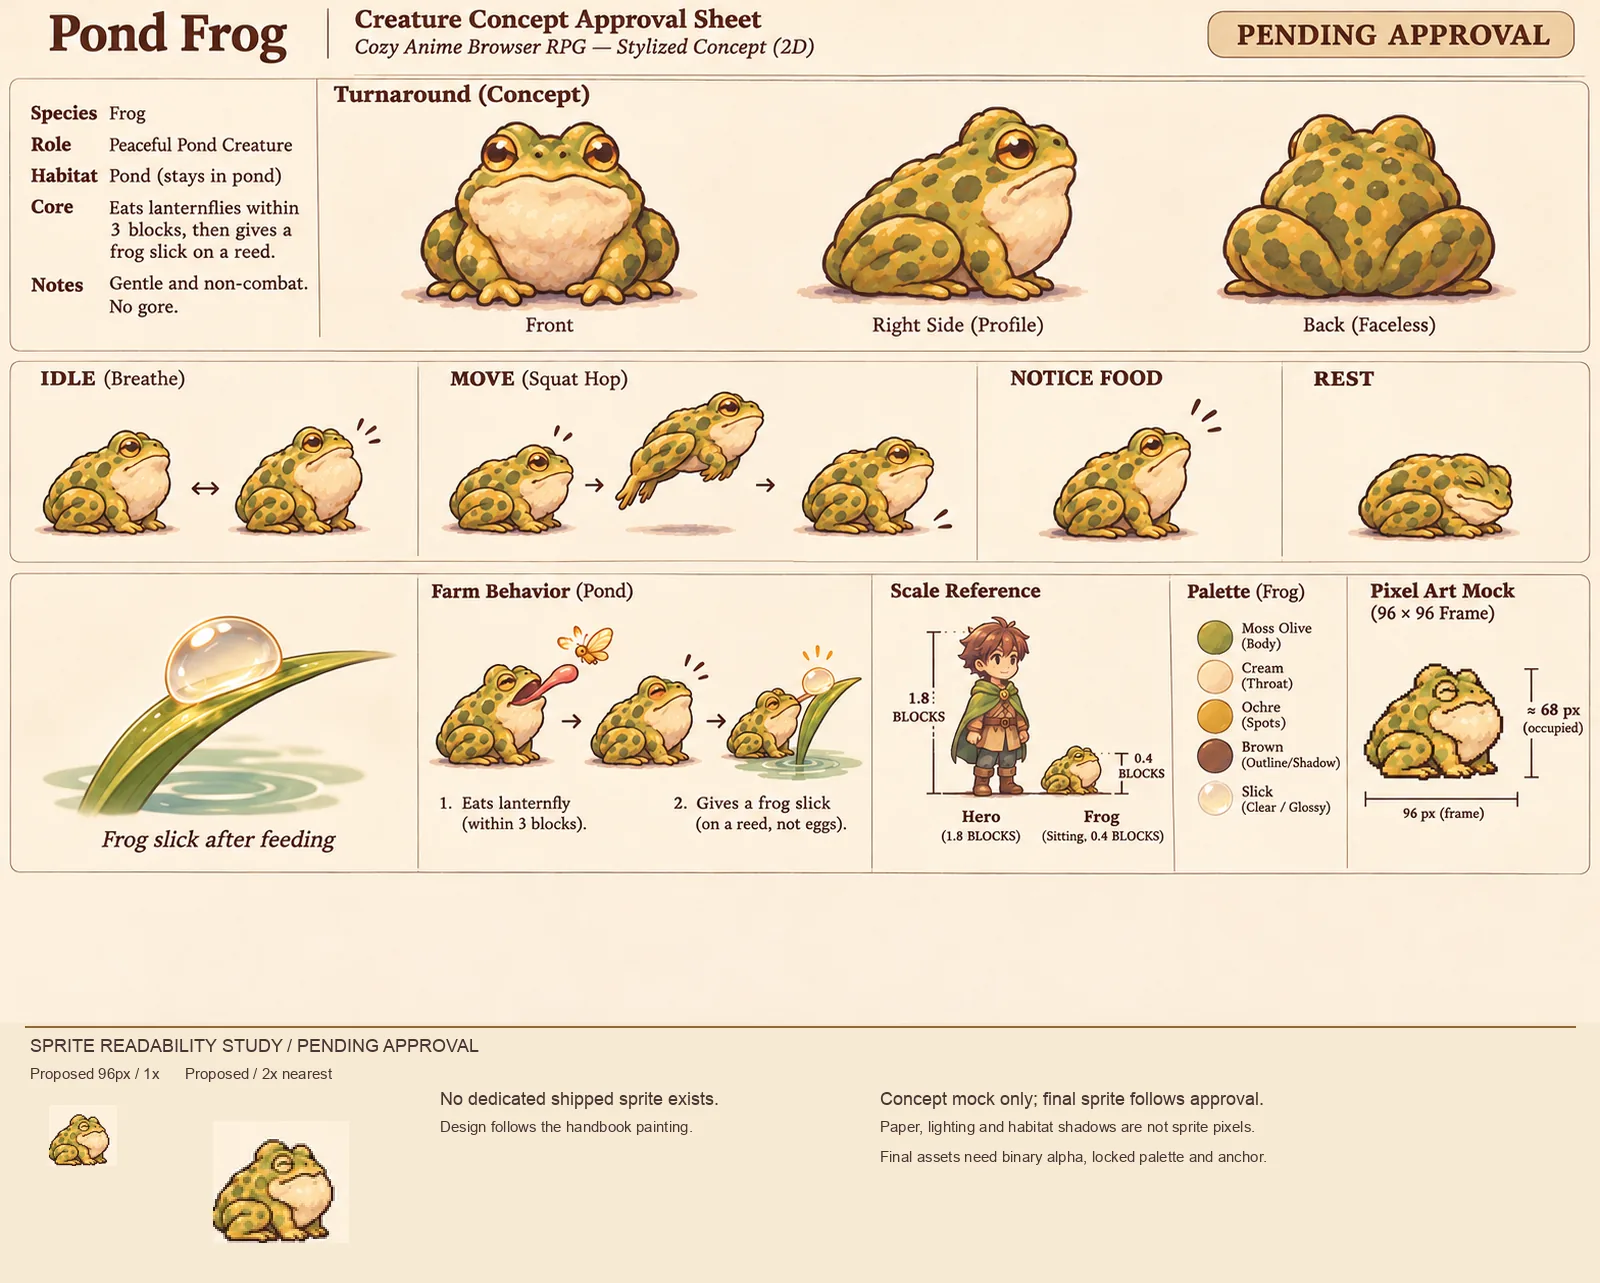 Pond Frog
Creature Concept Approval Sheet
Cozy Anime Browser RPG — Stylized Concept (2D)
PENDING APPROVAL
Species Frog
Role Peaceful Pond Creature
Habitat Pond (stays in pond)
Core Eats lanternflies within
3 blocks, then gives a
frog slick on a reed.
Notes Gentle and non-combat.
No gore.
Turnaround (Concept)
Front
Right Side (Profile)
Back (Faceless)
IDLE (Breathe)
MOVE (Squat Hop)
NOTICE FOOD
REST
Frog slick after feeding
Farm Behavior (Pond)
1. Eats lanternfly
(within 3 blocks).
2. Gives a frog slick
(on a reed, not eggs).
Scale Reference
1.8
BLOCKS
0.4
BLOCKS
Hero
(1.8 BLOCKS)
Frog
(Sitting, 0.4 BLOCKS)
Palette (Frog)
Moss Olive
(Body)
Cream
(Throat)
Ochre
(Spots)
Brown
(Outline/Shadow)
Slick
(Clear / Glossy)
Pixel Art Mock
(96 × 96 Frame)
≈ 68 px
(occupied)
96 px (frame)
SPRITE READABILITY STUDY / PENDING APPROVAL
Proposed 96px / 1x
Proposed / 2x nearest
No dedicated shipped sprite exists.
Design follows the handbook painting.
Concept mock only; final sprite follows approval.
Paper, lighting and habitat shadows are not sprite pixels.
Final assets need binary alpha, locked palette and anchor.